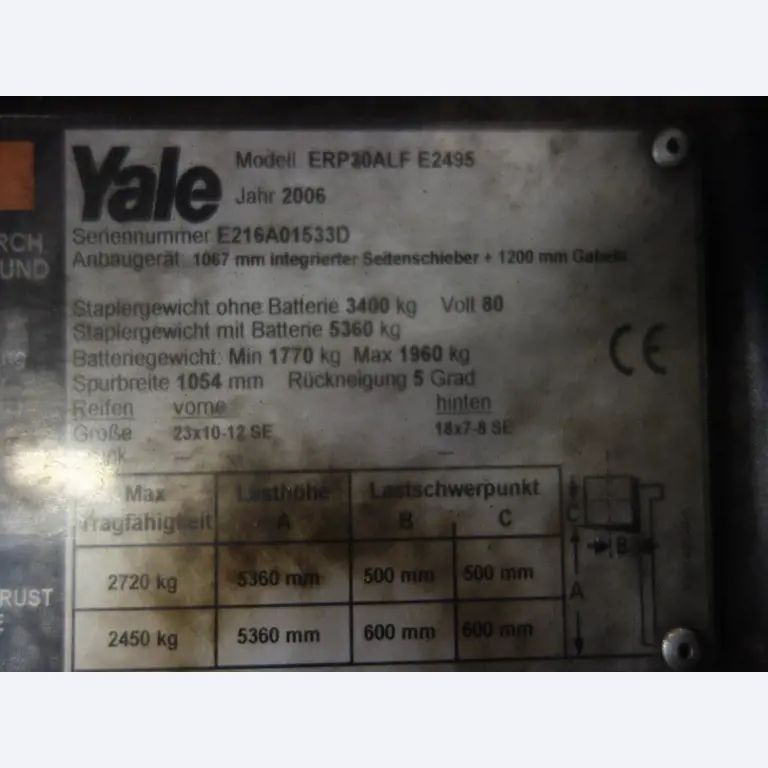 Yale
Modell ERP30ALF E2495
Jahr 2006
Seriennummer E216A01533D
Anbaugerät 1067 mm integrierter Seitenschieber + 1200 mm Gabeln
Staplergewicht ohne Batterie 3400 kg Volt 80
Staplergewicht mit Batterie 5360 kg
Batteriegewicht: Min 1770 kg Max 1960 kg
Spurbreite 1054 mm Rückneigung 5 Grad
CE
Reifen vorne hinten
Größe 23x10-12 SE 18x7-8 SE
Max Tragfähigkeit Lasthöhe A Lastschwerpunkt B C
2720 kg 5360 mm 500 mm 500 mm
2450 kg 5360 mm 600 mm 600 mm
C
B
A
RCH
UND
RUST